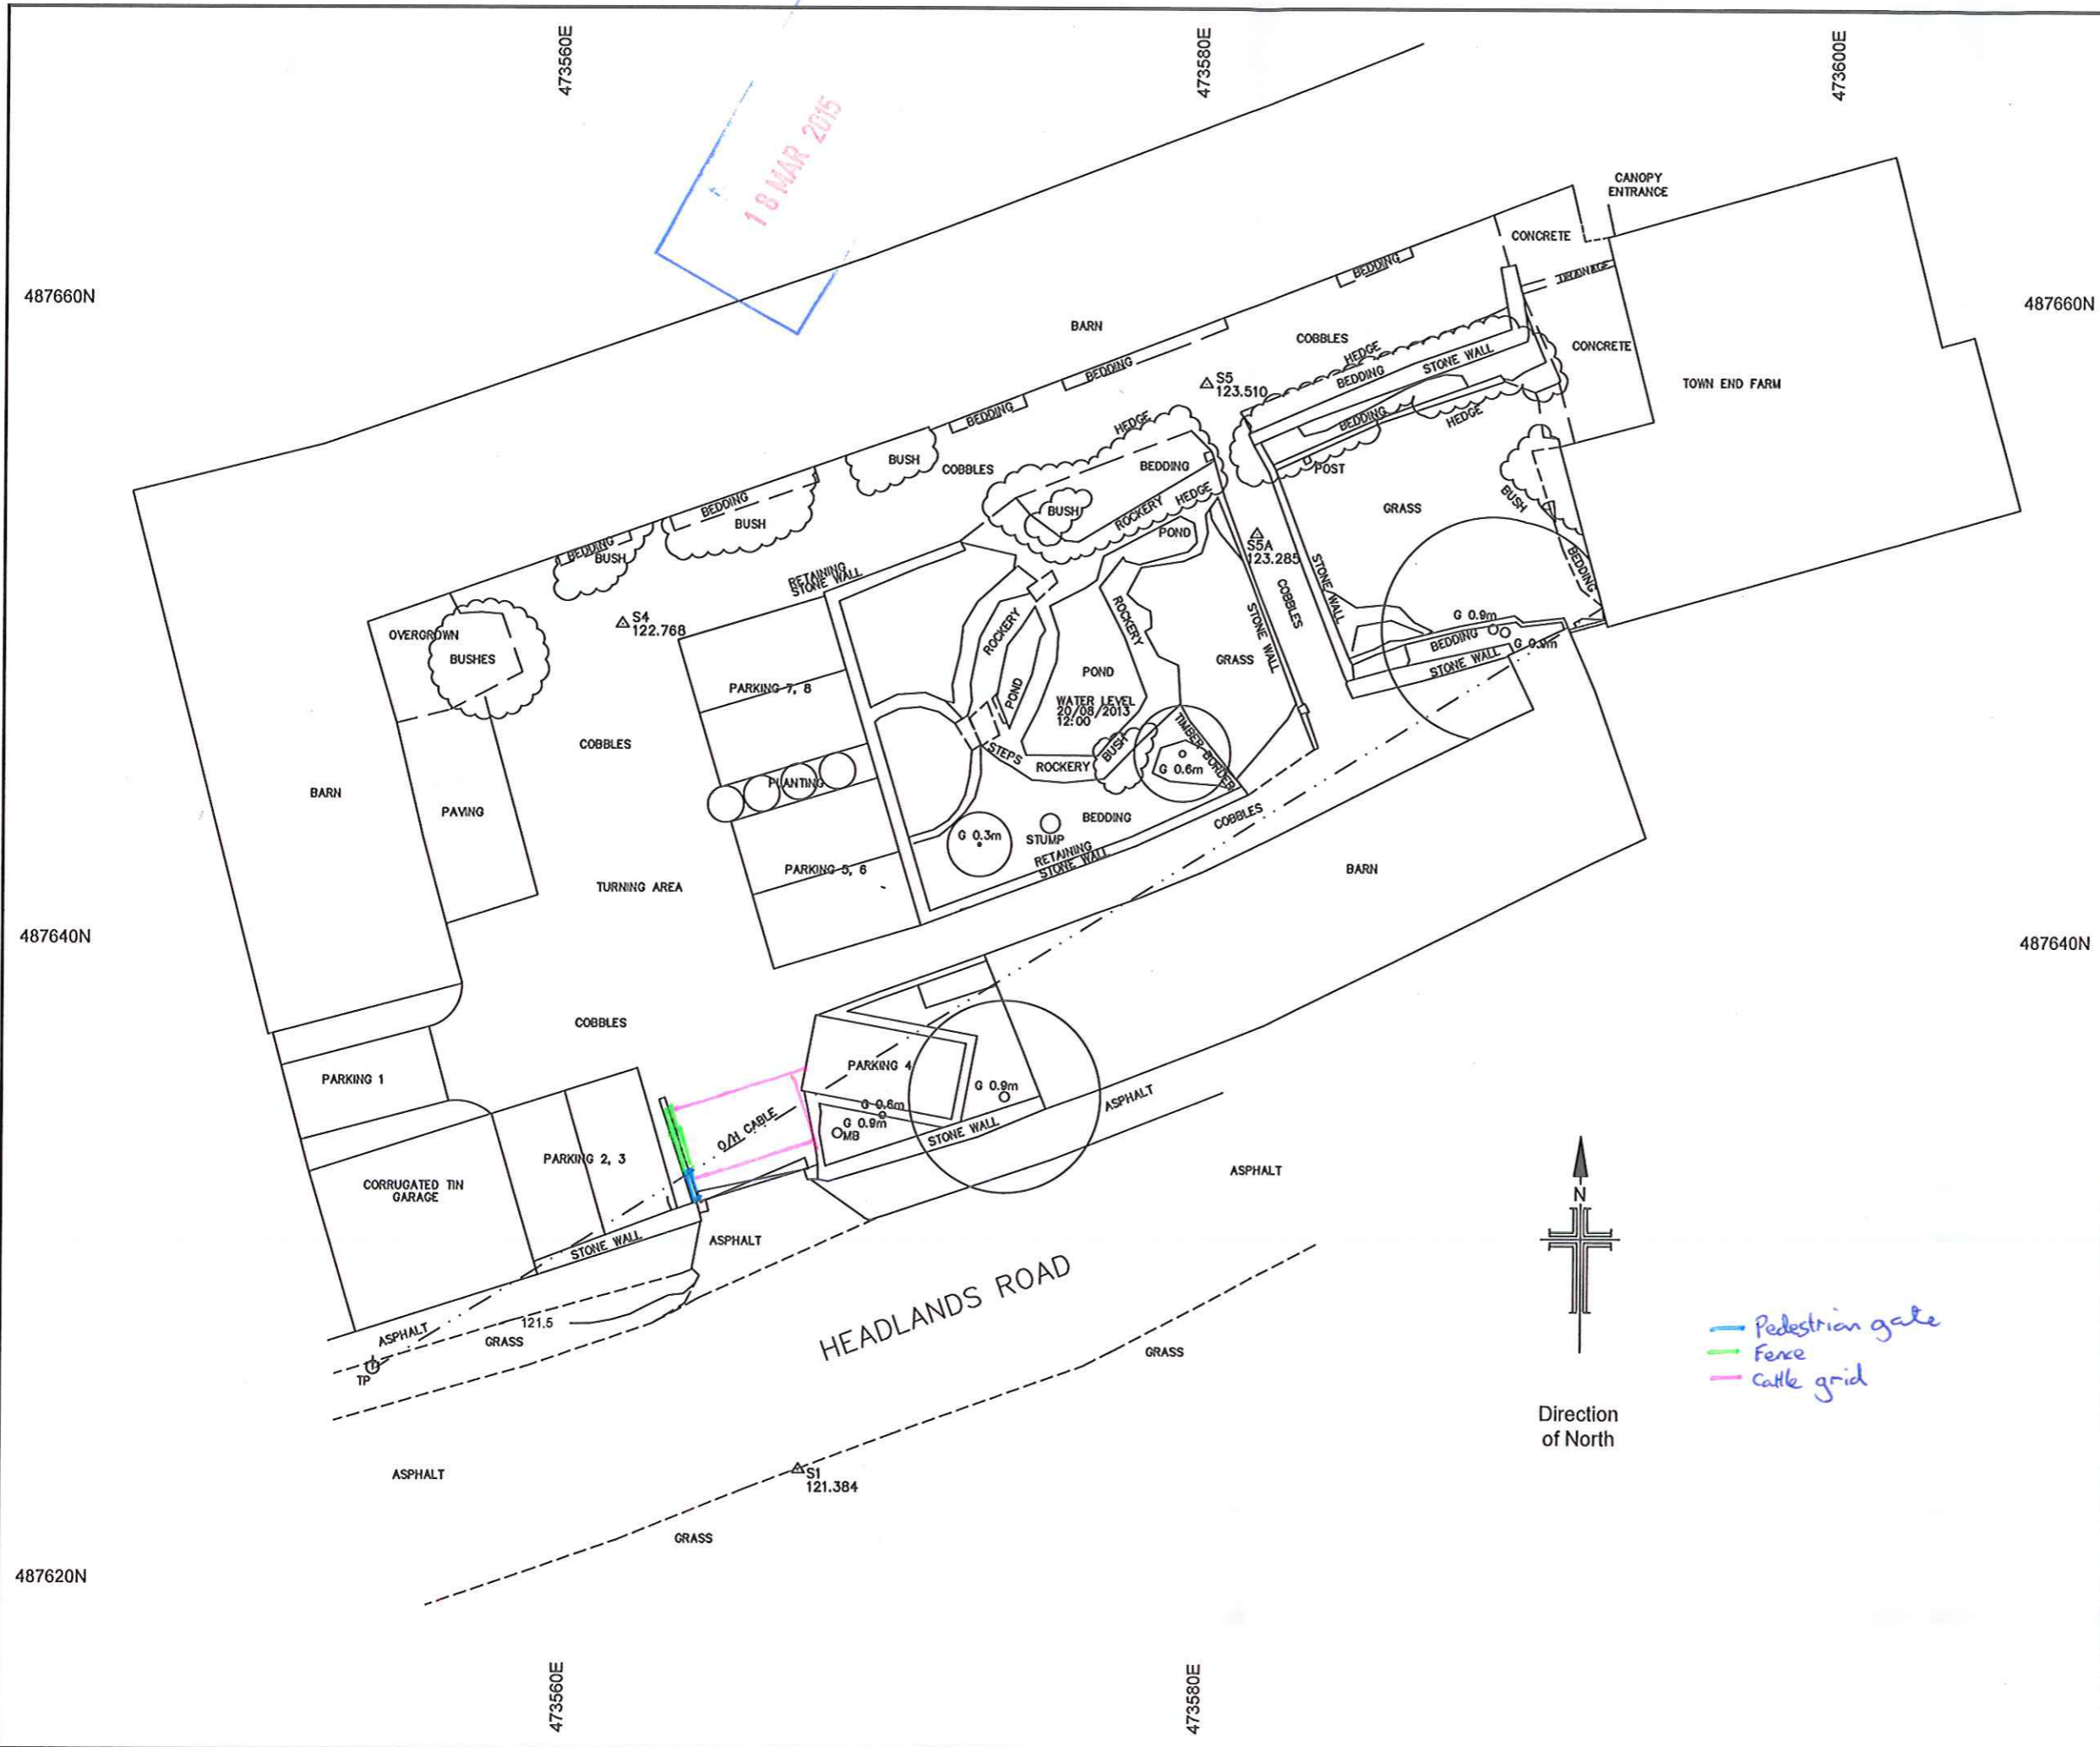 473560E
473580E
473600E
18 MAR 2015
CANOPY
ENTRANCE
CONCRETE
487660N
BEDDING
DRAINAGE
487660N
BARN
COBBLES
HEDGE
STONE WALL
CONCRETE
BEDDING
BEDDING
S5
123.510
TOWN END FARM
BEDDING
HEDGE
BEDDING
HEDGE
BUSH
COBBLES
BEDDING
POST
BEDDING
BUSH
BUSH
ROCKERY
HEDGE
GRASS
BUSH
POND
BEDDING
BUSH
S5A
123.285
RETAINING
STONE WALL
BEDDING
STONE WALL
COBBLES
S4
122.768
OVERGROWN
BUSHES
ROCKERY
ROCKERY
STONE WALL
G 0.9m
BEDDING
G 0.9m
STONE WALL
GRASS
PARKING 7, 8
POND
POND
WATER LEVEL
20/08/2013
12:00
COBBLES
STEPS
BUSH
TIMBER BORDER
ROCKERY
G 0.6m
PLANTING
BARN
PAVING
BEDDING
COBBLES
G 0.3m
STUMP
RETAINING
STONE WALL
PARKING 5, 6
BARN
TURNING AREA
487640N
487640N
COBBLES
PARKING 4
PARKING 1
G 0.9m
ASPHALT
G 0.6m
G 0.9m
MB
O/H CABLE
STONE WALL
PARKING 2, 3
ASPHALT
CORRUGATED TIN
GARAGE
N
STONE WALL
ASPHALT
HEADLANDS ROAD
121.5
ASPHALT
GRASS
GRASS
TP
Pedestrian gate
Fence
Cattle grid
Direction
of North
ASPHALT
S1
121.384
GRASS
487620N
473560E
473580E